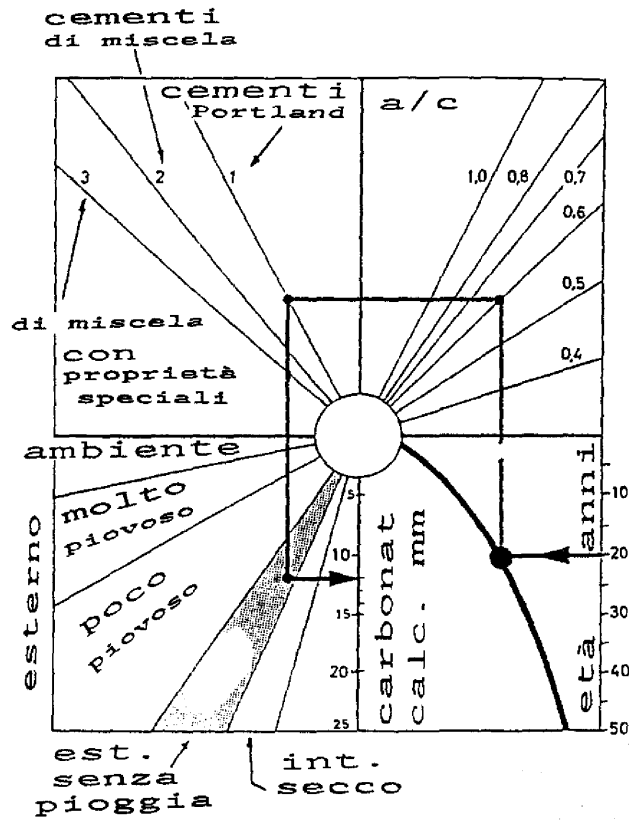 cementi
di miscela
cementi
Portland
a/c
3
2
1
1,0
0,8
0,7
0,6
0,5
0,4
di miscela
con
proprietà
speciali
ambiente
esterno
molto
piovoso
poco
piovoso
5
10
12
15
20
25
carbonat
calc. mm
età anni
10
20
30
40
50
est.
senza
pioggia
int.
secco